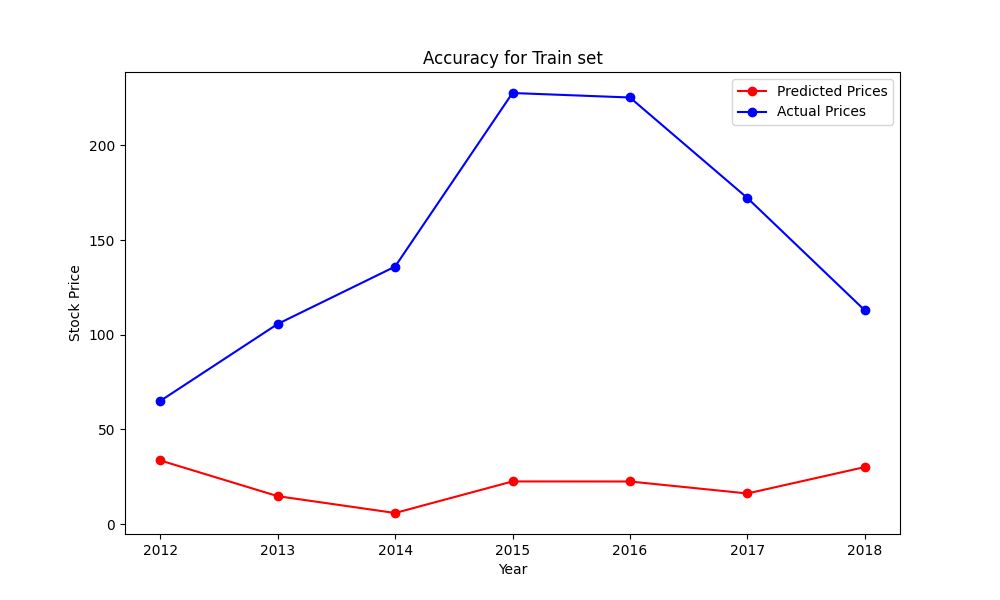 Accuracy for Train set
Predicted Prices
Actual Prices
Stock Price
200
150
100
50
0
2012 2013 2014 2015 2016 2017 2018
Year